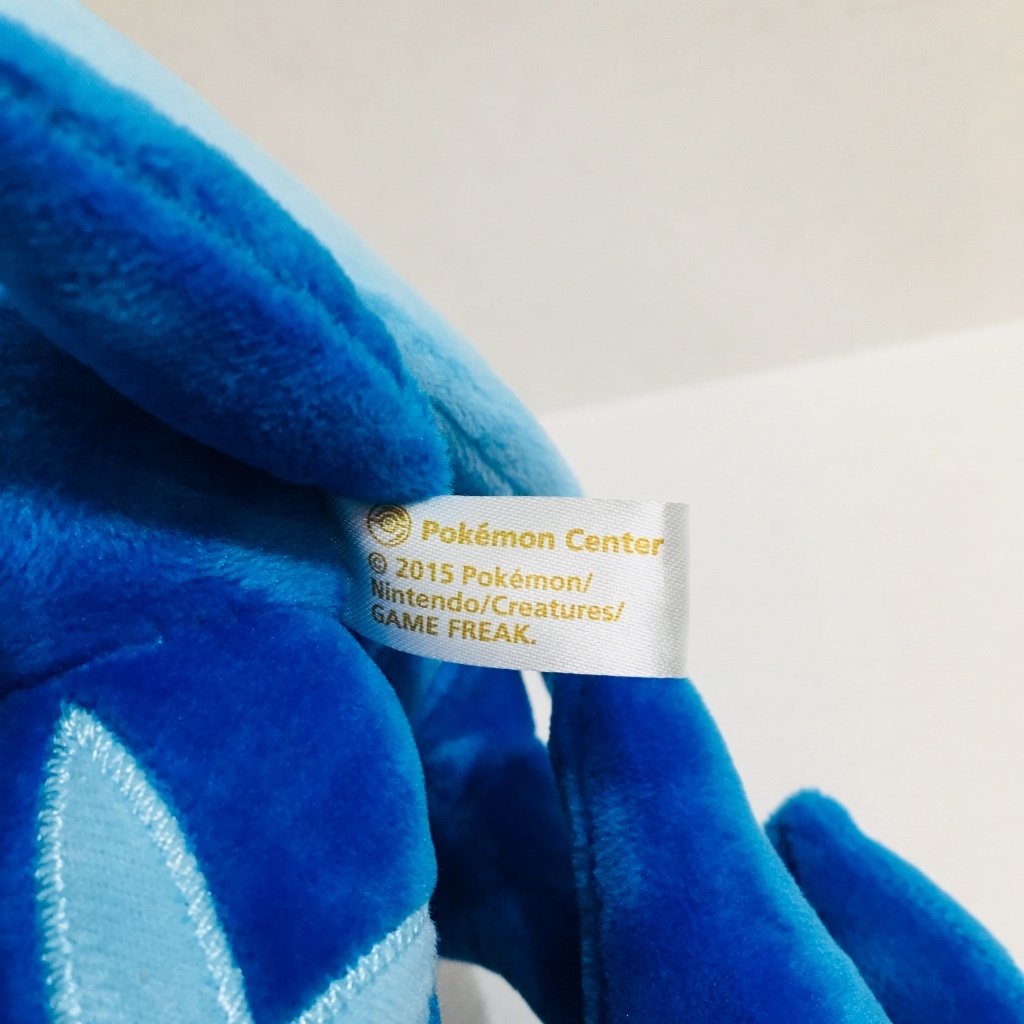 Pokémon Center
© 2015 Pokémon/
Nintendo/Creatures/
GAME FREAK.